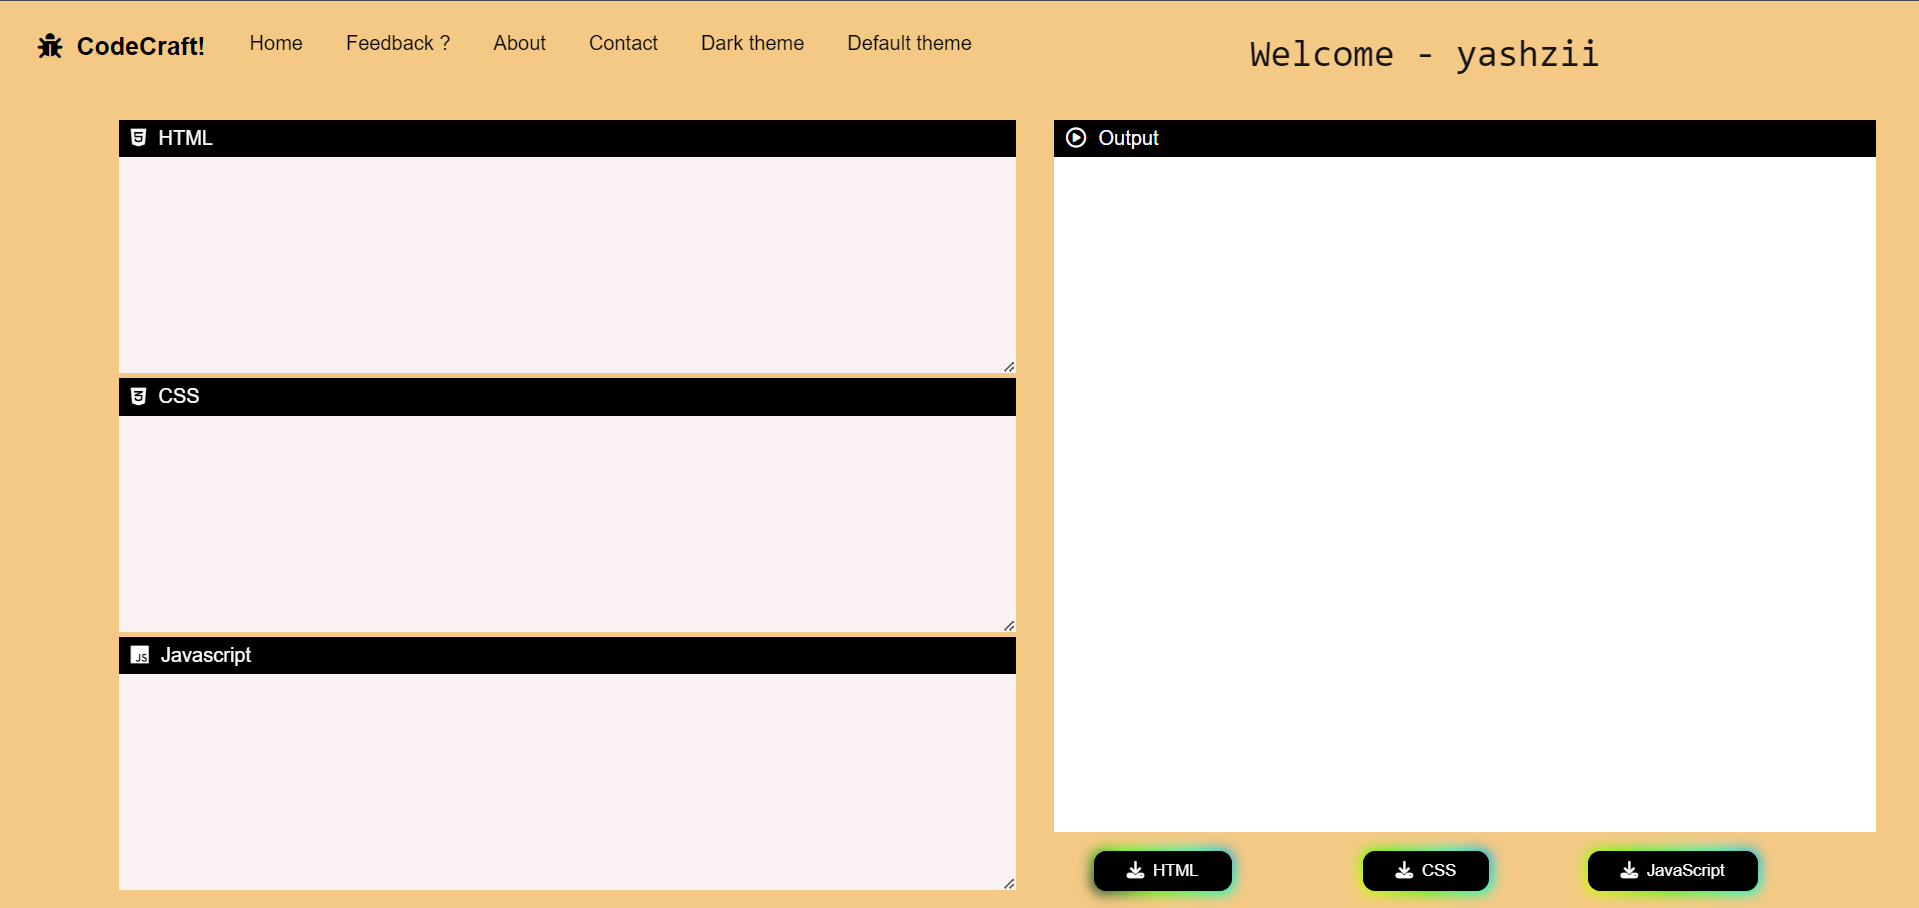 CodeCraft! Home Feedback ? About Contact Dark theme Default theme
Welcome - yashzii
HTML
CSS
JS Javascript
Output
HTML CSS JavaScript